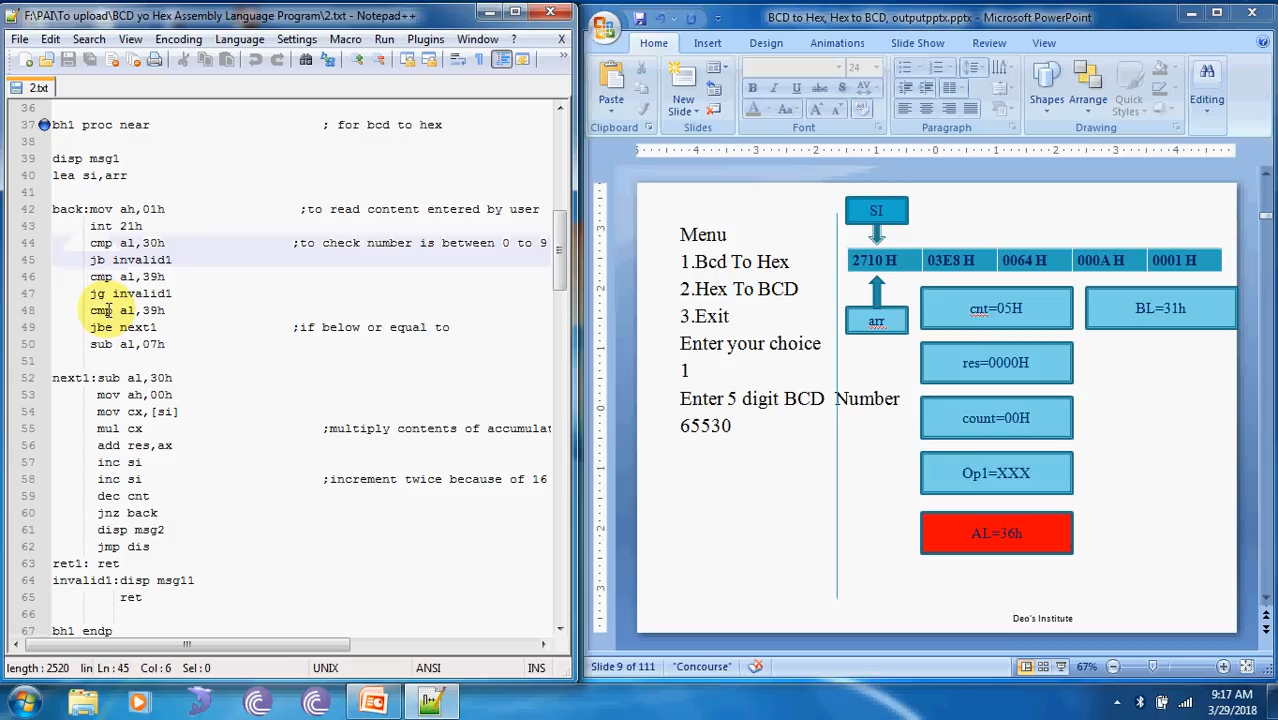 F:\PAI\To upload\BCD yo Hex Assembly Language Program\2.txt - Notepad++
File Edit Search View Encoding Language Settings Macro Run Plugins Window ? X
2.txt
36
37 bh1 proc near ; for bcd to hex
38
39 disp msg1
40 lea si,arr
41
42 back:mov ah,01h ;to read content entered by user
43 int 21h
44 cmp al,30h ;to check number is between 0 to 9
45 jb invalid1
46 cmp al,39h
47 jg invalid1
48 cmp al,39h
49 jbe next1 ;if below or equal to
50 sub al,07h
51
52 next1:sub al,30h
53 mov ah,00h
54 mov cx,[si]
55 mul cx ;multiply contents of accumulat
56 add res,ax
57 inc si
58 inc si ;increment twice because of 16
59 dec cnt
60 jnz back
61 disp msg2
62 jmp dis
63 ret1: ret
64 invalid1:disp msg11
65 ret
66
67 bh1 endp
length : 2520 lin Ln : 45 Col : 6 Sel : 0 UNIX ANSI INS
BCD to Hex, Hex to BCD, outputpptx.pptx - Microsoft PowerPoint
Home Insert Design Animations Slide Show Review View
24
Paste New Slide Shapes Arrange Quick Styles Editing
Clipboard Slides Font Paragraph Drawing
SI
2710 H 03E8 H 0064 H 000A H 0001 H
arr
Menu
1.Bcd To Hex
2.Hex To BCD
3.Exit
Enter your choice
1
Enter 5 digit BCD Number
65530
cnt=05H
BL=31h
res=0000H
count=00H
Op1=XXX
AL=36h
Deo's Institute
Slide 9 of 111 "Concourse" 67%
9:17 AM
3/29/2018